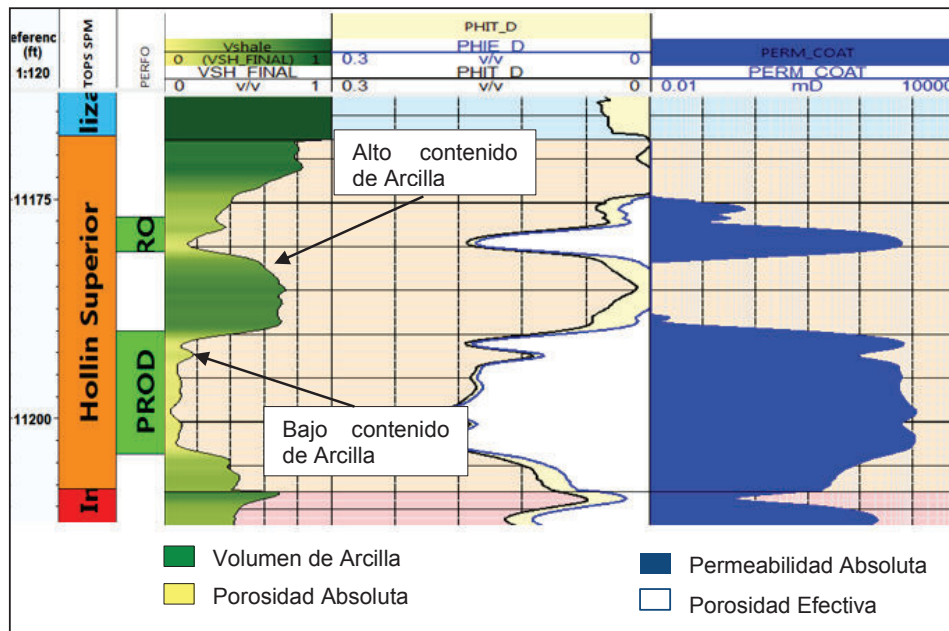 eferenc
(ft)
1:120
TOPS SPM
PERFO
Vshale
0 (VSH_FINAL) 1
VSH_FINAL
0 v/v 1
PHIT_D
PHIE_D
0.3 v/v 0
PHIT_D
0.3 v/v 0
PERM_COAT
PERM_COAT
0.01 mD 10000
liza
Hollin Superior
In
RO
PROD
11175
11200
Alto contenido
de Arcilla
Bajo contenido
de Arcilla
Volumen de Arcilla
Porosidad Absoluta
Permeabilidad Absoluta
Porosidad Efectiva